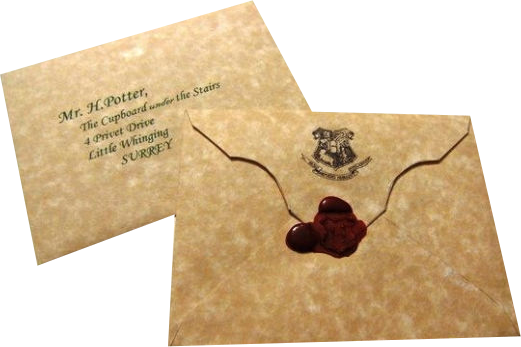 Mr. H.Potter,
The Cupboard under the Stairs
4 Privet Drive
Little Whinging
SURREY